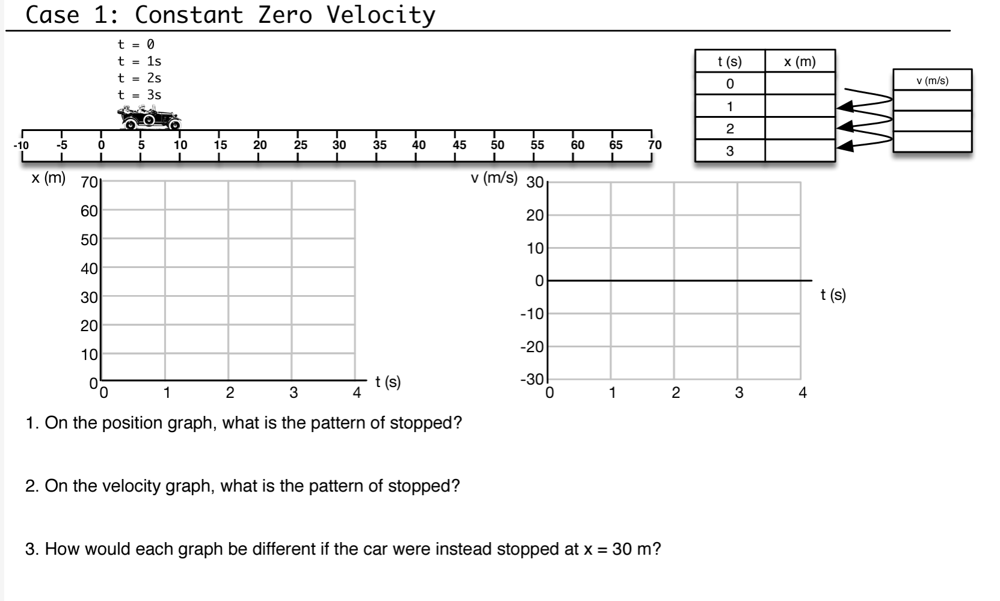 Case 1: Constant Zero Velocity
t = 0
t = 1s
t = 2s
t = 3s
-10 -5 0 5 10 15 20 25 30 35 40 45 50 55 60 65 70
t (s) x (m)
0
1
2
3
v (m/s)
x (m)
70
60
50
40
30
20
10
0
0 1 2 3 4
t (s)
v (m/s)
30
20
10
0
-10
-20
-30
0 1 2 3 4
t (s)
1. On the position graph, what is the pattern of stopped?
2. On the velocity graph, what is the pattern of stopped?
3. How would each graph be different if the car were instead stopped at x = 30 m?